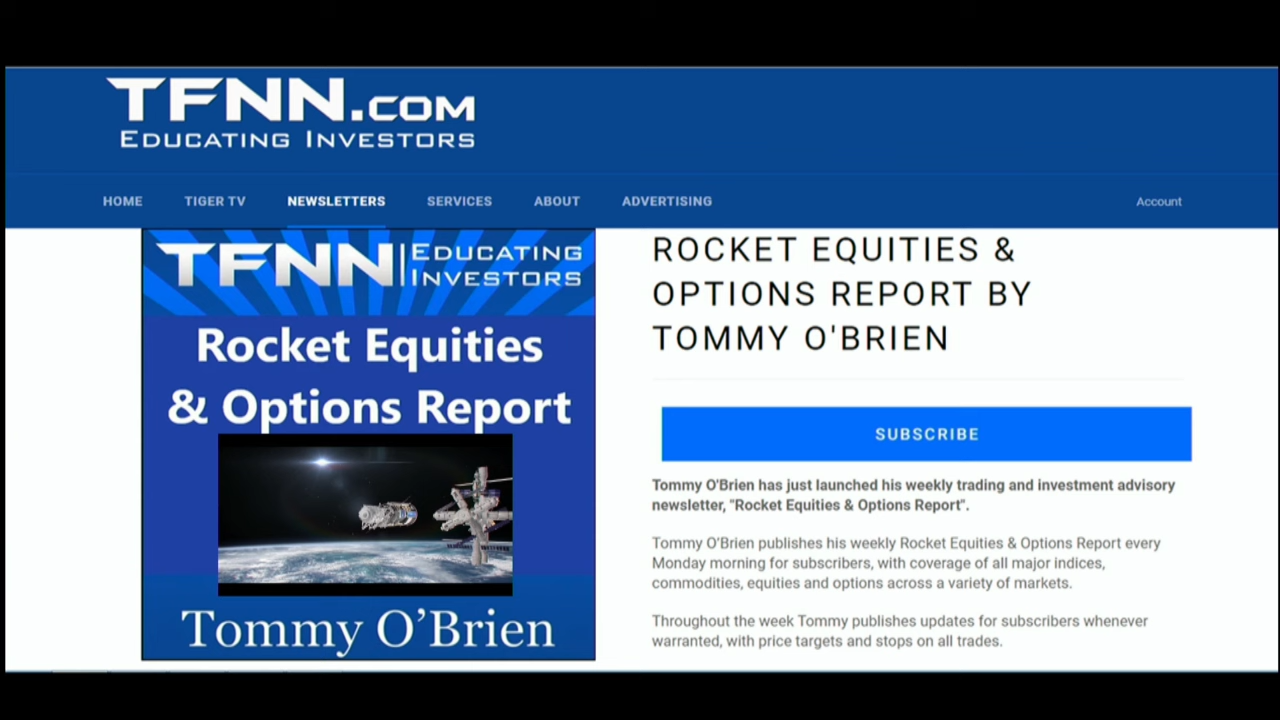 TFNN.COM
EDUCATING INVESTORS
HOME TIGER TV NEWSLETTERS SERVICES ABOUT ADVERTISING Account
TFNN EDUCATING
INVESTORS
Rocket Equities
& Options Report
Tommy O’Brien
ROCKET EQUITIES &
OPTIONS REPORT BY
TOMMY O'BRIEN
SUBSCRIBE
Tommy O'Brien has just launched his weekly trading and investment advisory
newsletter, "Rocket Equities & Options Report".
Tommy O'Brien publishes his weekly Rocket Equities & Options Report every
Monday morning for subscribers, with coverage of all major indices,
commodities, equities and options across a variety of markets.
Throughout the week Tommy publishes updates for subscribers whenever
warranted, with price targets and stops on all trades.